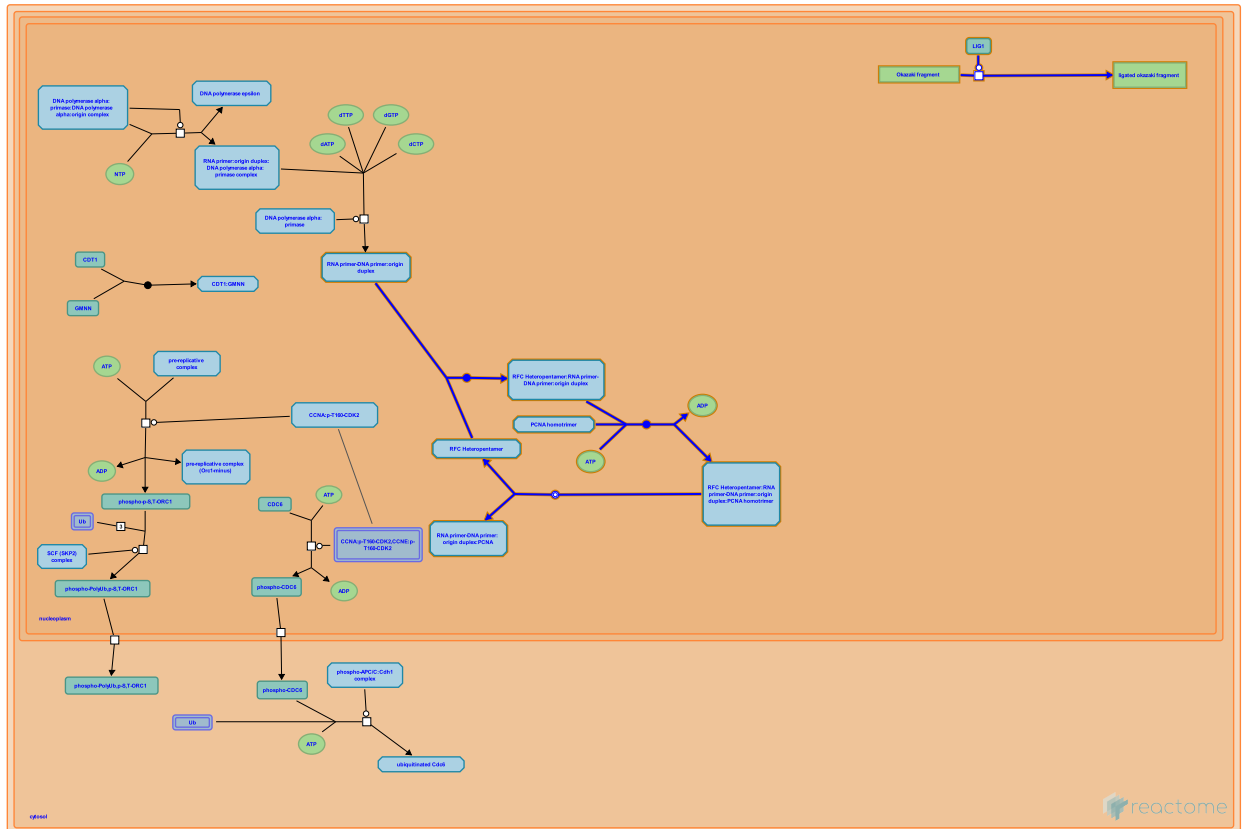 LIG1
Okazaki fragment
ligated okazaki fragment
DNA polymerase alpha:
primase:DNA polymerase
alpha:origin complex
DNA polymerase epsilon
NTP
RNA primer:origin duplex:
DNA polymerase alpha:
primase complex
dTTP
dGTP
dATP
dCTP
DNA polymerase alpha:
primase
RNA primer-DNA primer:origin
duplex
CDT1
GMNN
CDT1:GMNN
ATP
pre-replicative
complex
CCNA:p-T160-CDK2
ADP
pre-replicative complex
(Orc1-minus)
phospho-p-S,T-ORC1
Ub
3
SCF (SKP2)
complex
phospho-PolyUb,p-S,T-ORC1
CDC6
ATP
CCNA:p-T160-CDK2,CCNE:p-
T160-CDK2
phospho-CDC6
ADP
RFC Heteropentamer:RNA primer-
DNA primer:origin duplex
PCNA homotrimer
ATP
ADP
RFC Heteropentamer
RFC Heteropentamer:RNA
primer-DNA primer:origin
duplex:PCNA homotrimer
RNA primer-DNA primer:
origin duplex:PCNA
nucleoplasm
phospho-PolyUb,p-S,T-ORC1
phospho-CDC6
phospho-APC/C:Cdh1
complex
Ub
ATP
ubiquitinated Cdc6
cytosol
reactome